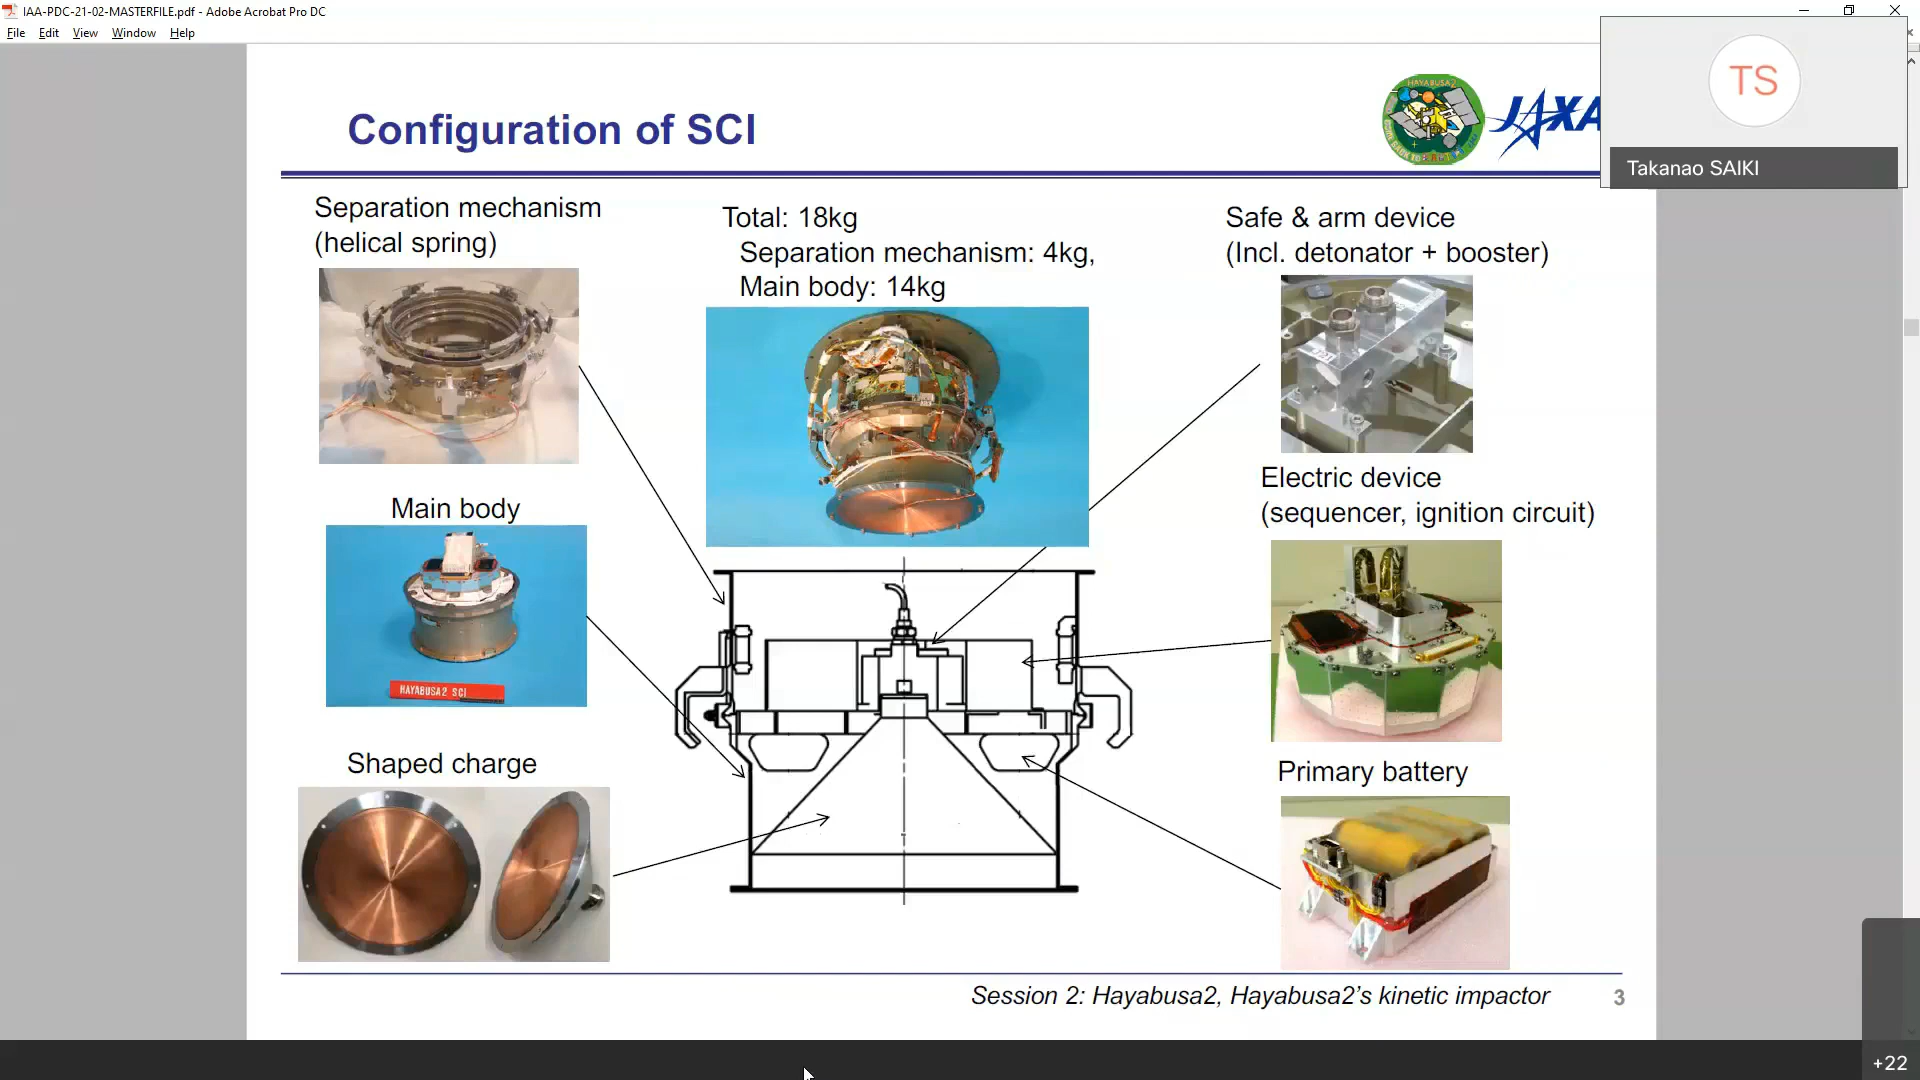 IAA-PDC-21-02-MASTERFILE.pdf - Adobe Acrobat Pro DC
File Edit View Window Help
Configuration of SCI
HAYABUSA2
JAXA
TS
Takanao SAIKI
Separation mechanism
(helical spring)
Total: 18kg
Separation mechanism: 4kg,
Main body: 14kg
Safe & arm device
(Incl. detonator + booster)
Main body
HAYABUSA2 SCI
Electric device
(sequencer, ignition circuit)
Shaped charge
Primary battery
Session 2: Hayabusa2, Hayabusa2's kinetic impactor
3
+22